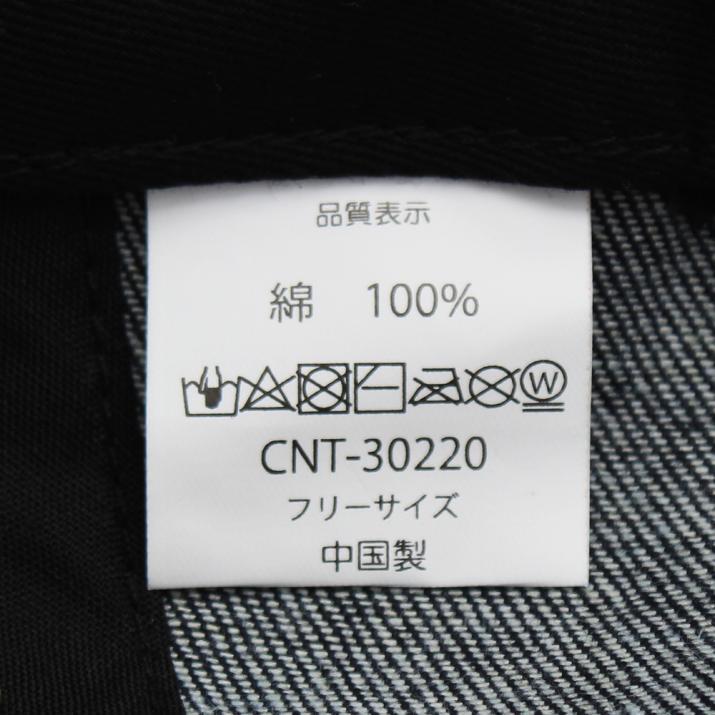 品質表示
綿 100%
W
CNT-30220
フリーサイズ
中国製